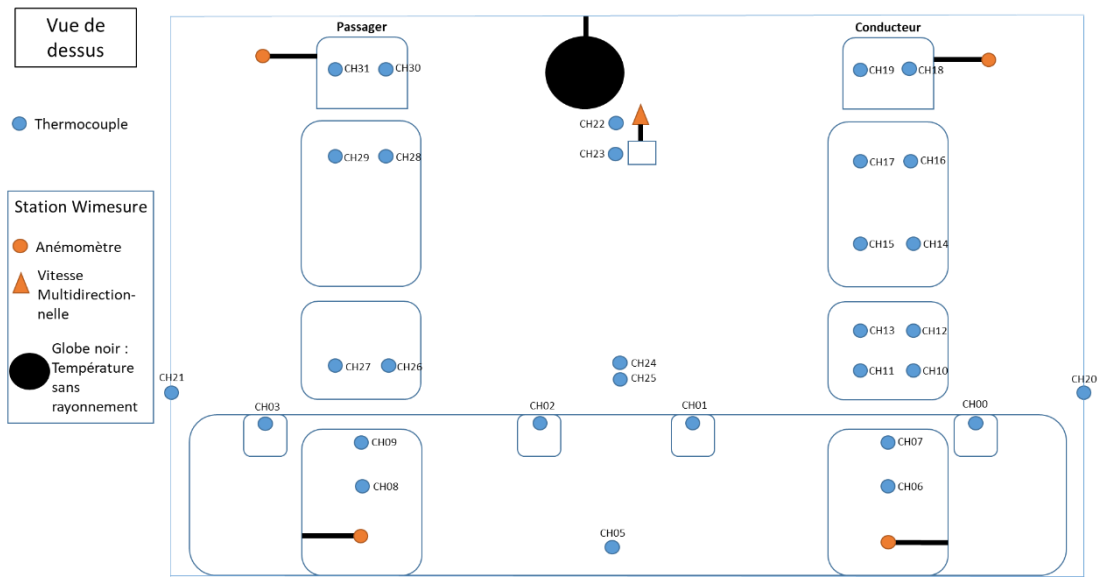 Vue de
dessus
Thermocouple
Station Wimesure
Anémomètre
Vitesse
Multidirection-
nelle
Globe noir :
Température
sans
rayonnement
Passager
Conducteur
CH31
CH30
CH19
CH18
CH22
CH23
CH29
CH28
CH17
CH16
CH15
CH14
CH13
CH12
CH27
CH26
CH24
CH25
CH11
CH10
CH21
CH20
CH03
CH02
CH01
CH00
CH09
CH07
CH08
CH06
CH05